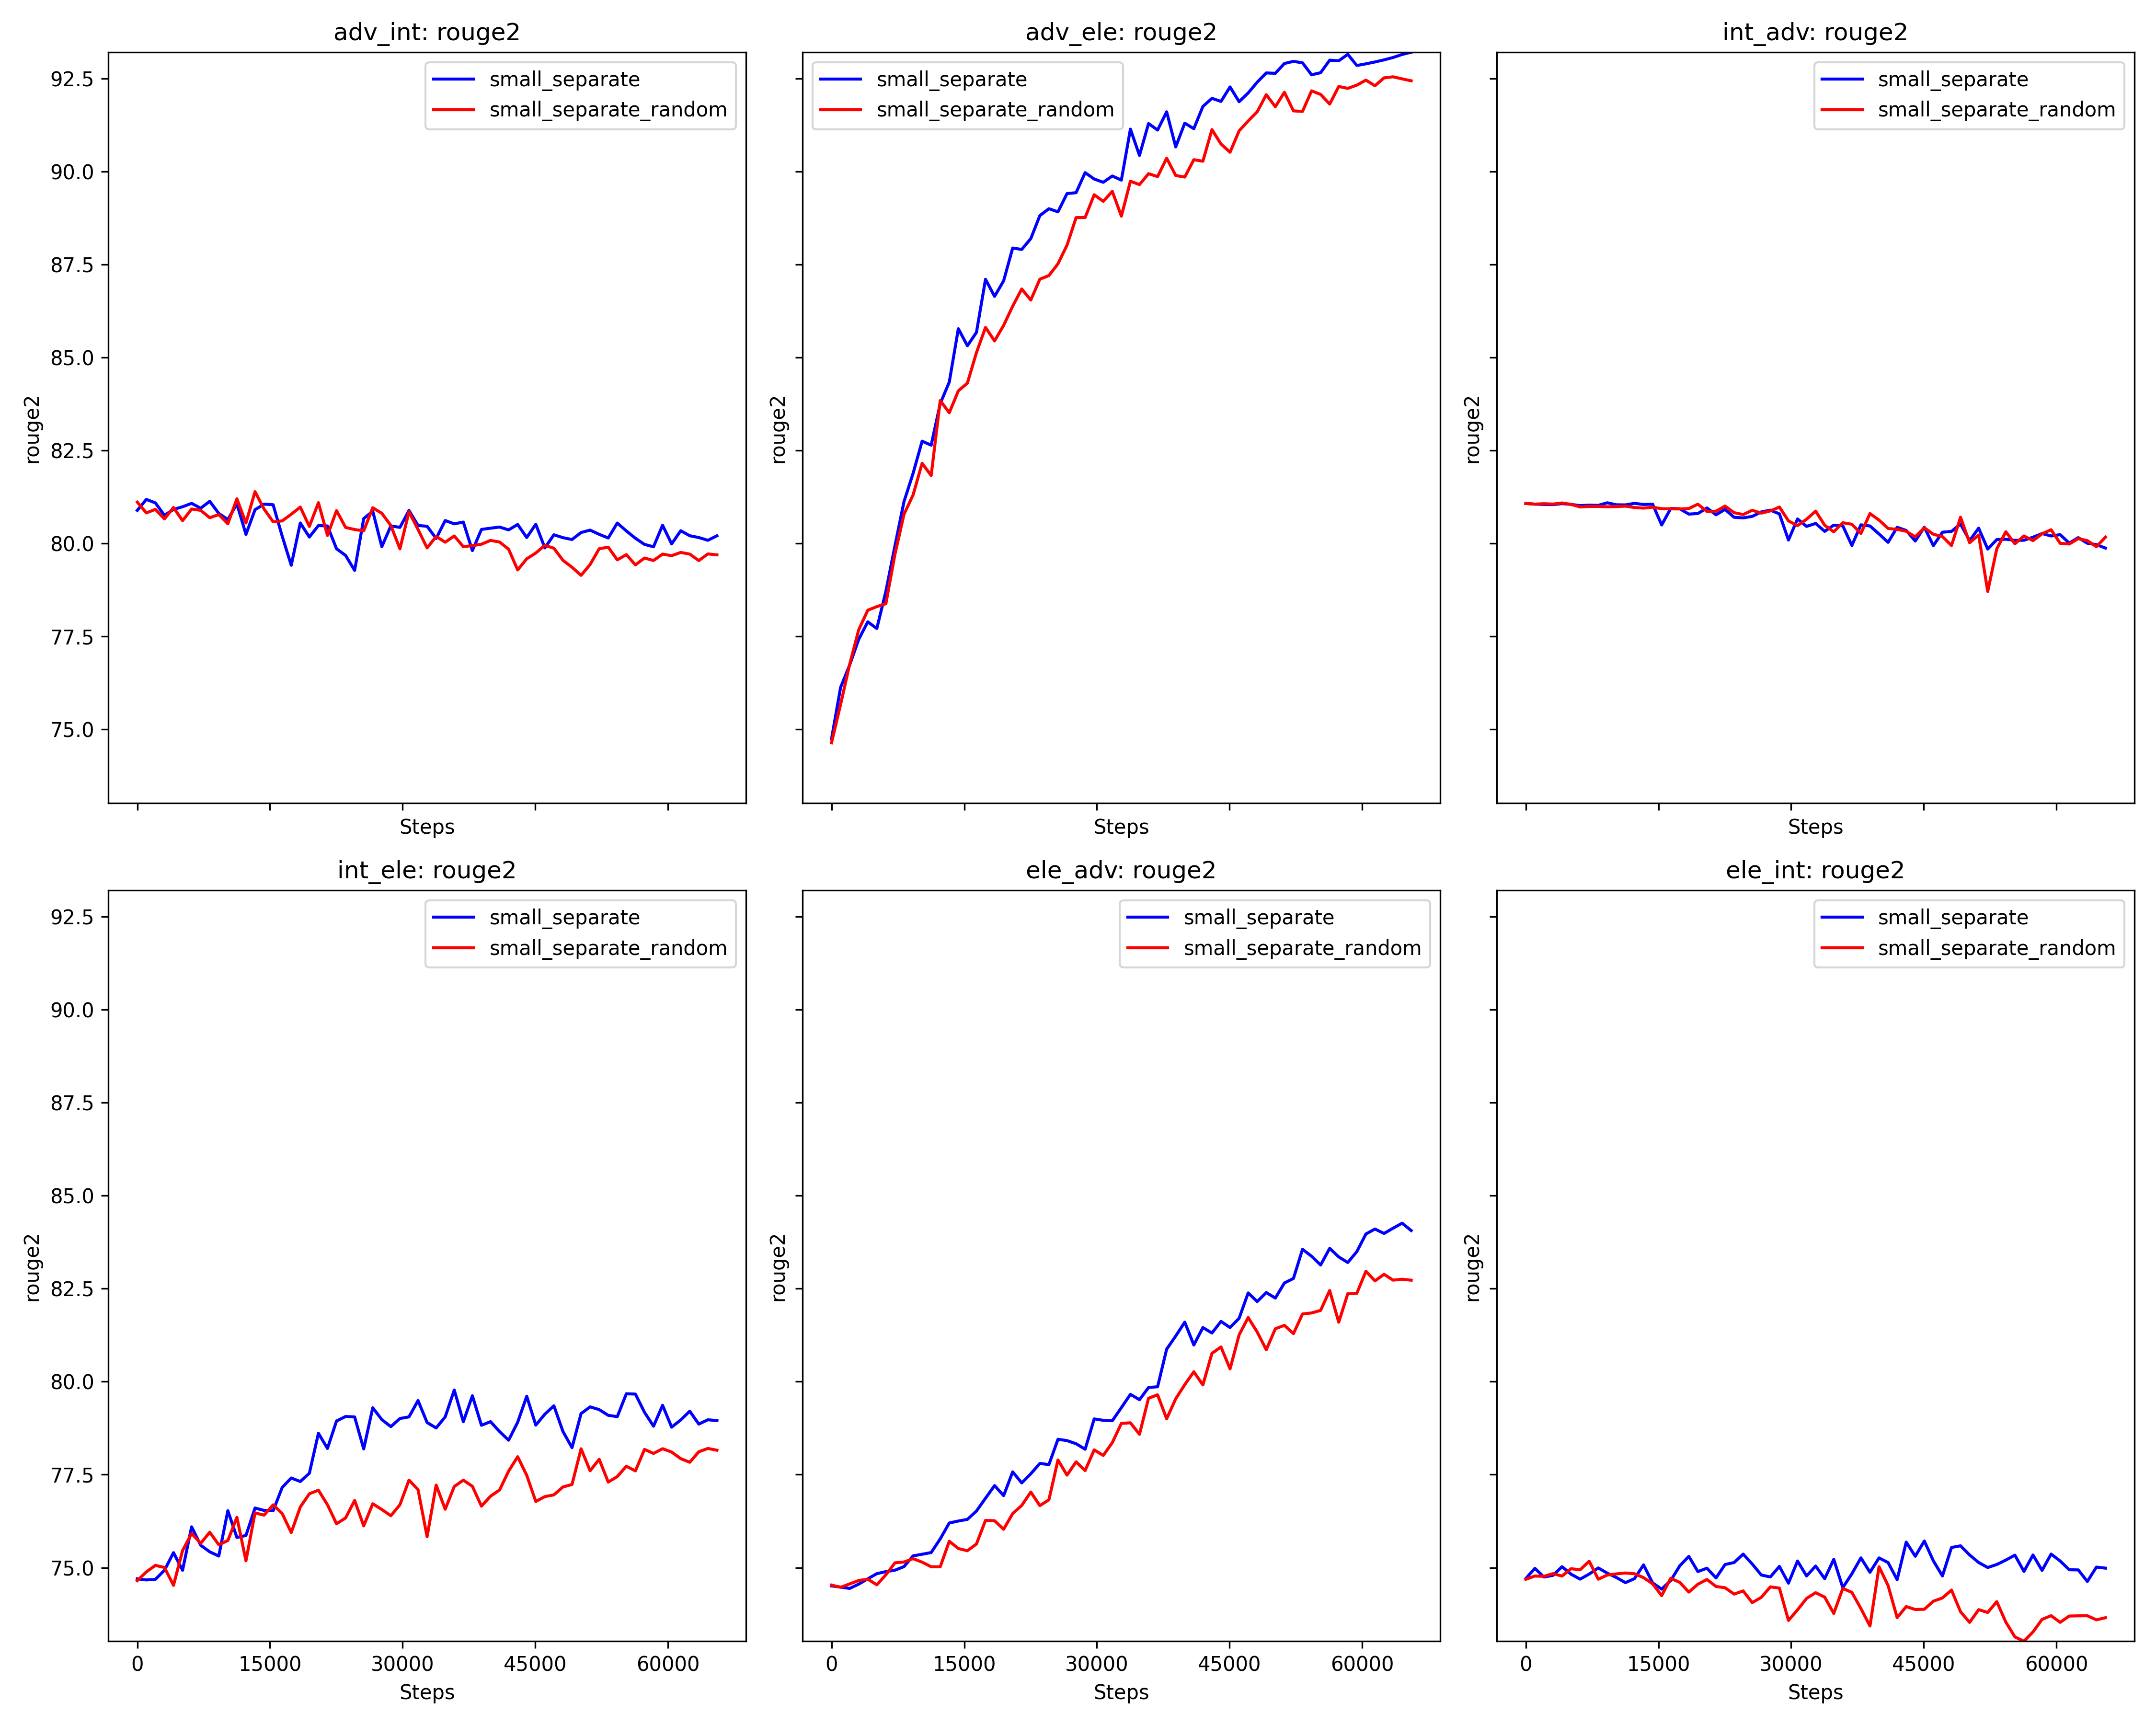 adv_int: rouge2
92.5
90.0
87.5
85.0
82.5
80.0
77.5
75.0
rouge2
small_separate
small_separate_random
Steps
adv_ele: rouge2
rouge2
small_separate
small_separate_random
Steps
int_adv: rouge2
rouge2
small_separate
small_separate_random
Steps
int_ele: rouge2
92.5
90.0
87.5
85.0
82.5
80.0
77.5
75.0
rouge2
small_separate
small_separate_random
0 15000 30000 45000 60000
Steps
ele_adv: rouge2
rouge2
small_separate
small_separate_random
0 15000 30000 45000 60000
Steps
ele_int: rouge2
rouge2
small_separate
small_separate_random
0 15000 30000 45000 60000
Steps